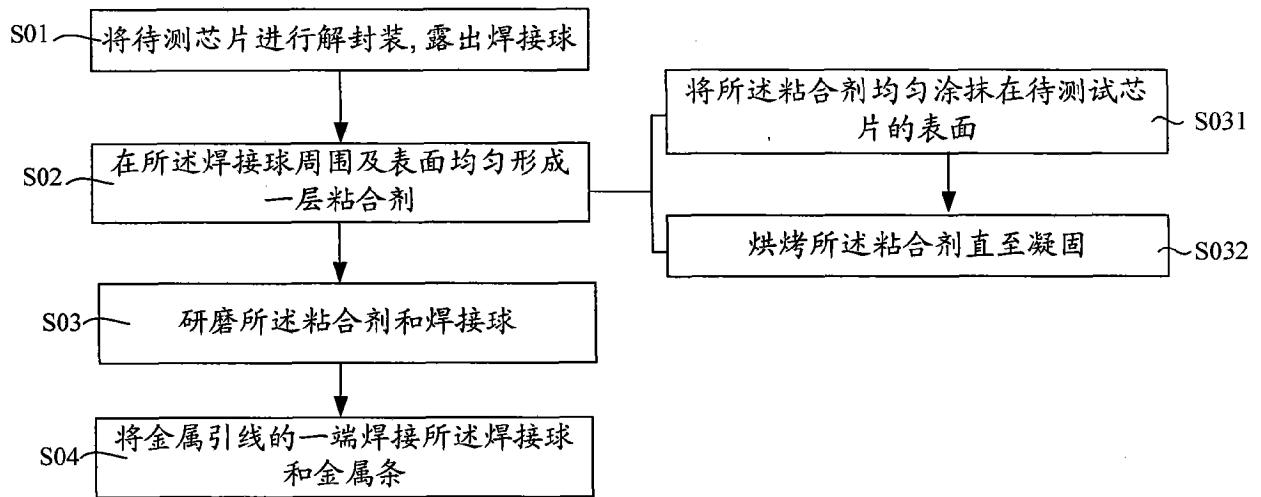 S01
将待测芯片进行解封装,露出焊接球
S02
在所述焊接球周围及表面均匀形成
一层粘合剂
将所述粘合剂均匀涂抹在待测试芯
片的表面
S031
烘烤所述粘合剂直至凝固
S032
S03
研磨所述粘合剂和焊接球
S04
将金属引线的一端焊接所述焊接球
和金属条